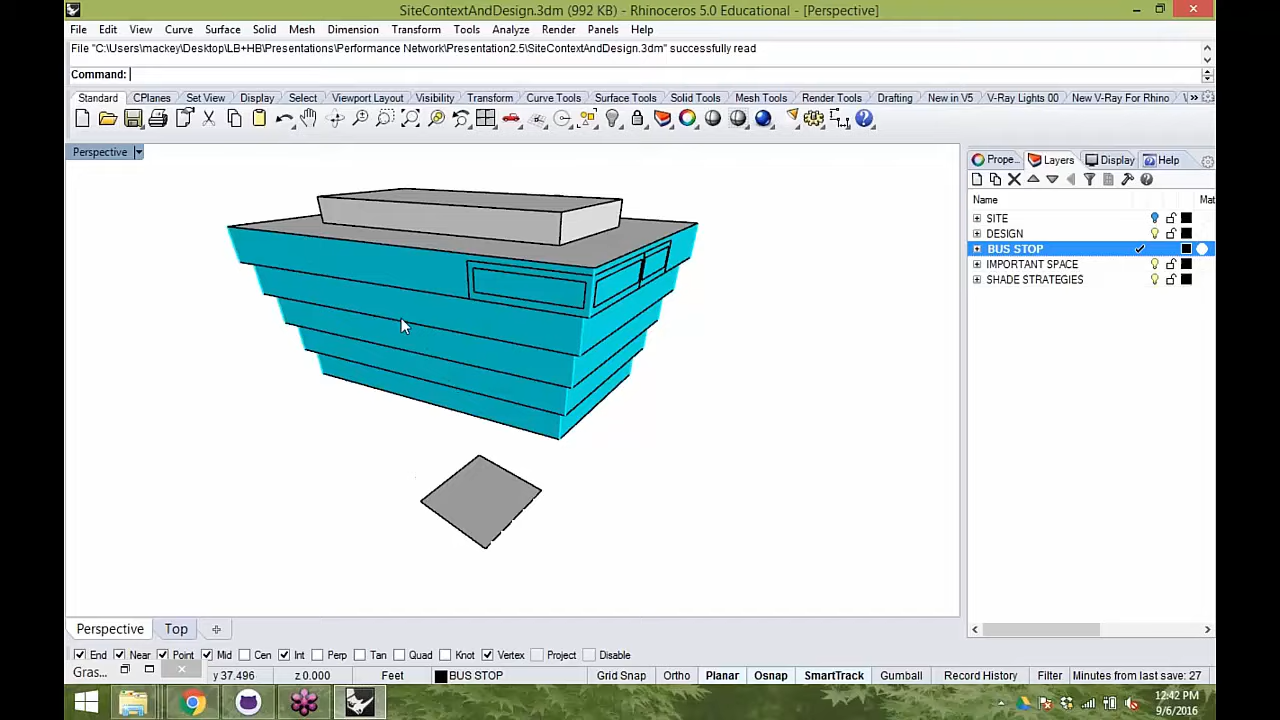 SiteContextAndDesign.3dm (992 KB) - Rhinoceros 5.0 Educational - [Perspective]
File Edit View Curve Surface Solid Mesh Dimension Transform Tools Analyze Render Panels Help
File "C:\Users\mackey\Desktop\LB+HB\Presentations\Performance Network\Presentation2.5\SiteContextAndDesign.3dm" successfully read
Command:
Standard CPlanes Set View Display Select Viewport Layout Visibility Transform Curve Tools Surface Tools Solid Tools Mesh Tools Render Tools Drafting New in V5 V-Ray Lights 00 New V-Ray For Rhino
Perspective
Prope... Layers Display Help
Name Mat
SITE
DESIGN
BUS STOP
IMPORTANT SPACE
SHADE STRATEGIES
Perspective Top
End Near Point Mid Cen Int Perp Tan Quad Knot Vertex Project Disable
Gras... y 37.496 z 0.000 Feet BUS STOP Grid Snap Ortho Planar Osnap SmartTrack Gumball Record History Filter Minutes from last save: 27
12:42 PM
9/6/2016